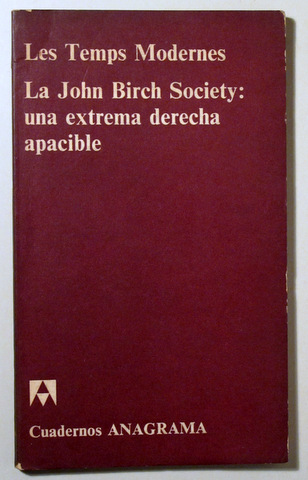 Les Temps Modernes
La John Birch Society:
una extrema derecha
apacible
Cuadernos ANAGRAMA